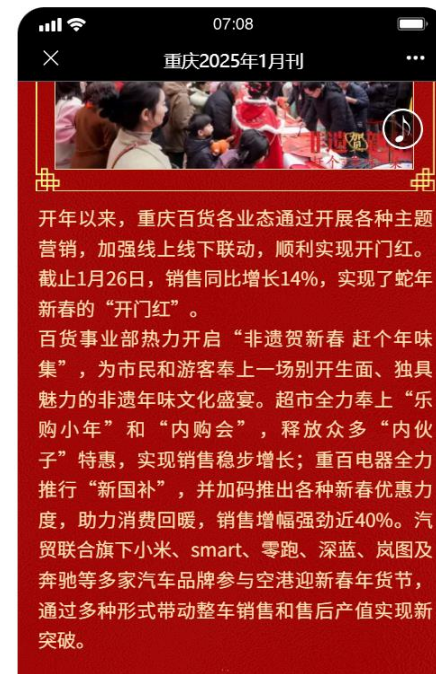 07:08
重庆2025年1月刊
非遗贺
赶个 味集
开年以来，重庆百货各业态通过开展各种主题
营销，加强线上线下联动，顺利实现开门红。
截止1月26日，销售同比增长14%，实现了蛇年
新春的“开门红”。
百货事业部热力开启“非遗贺新春 赶个年味
集”，为市民和游客奉上一场别开生面、独具
魅力的非遗年味文化盛宴。超市全力奉上“乐
购小年”和“内购会”，释放众多“内伙
子”特惠，实现销售稳步增长；重百电器全力
推行“新国补”，并加码推出各种新春优惠力
度，助力消费回暖，销售增幅强劲近40%。汽
贸联合旗下小米、smart、零跑、深蓝、岚图及
奔驰等多家汽车品牌参与空港迎新春年货节，
通过多种形式带动整车销售和售后产值实现新
突破。